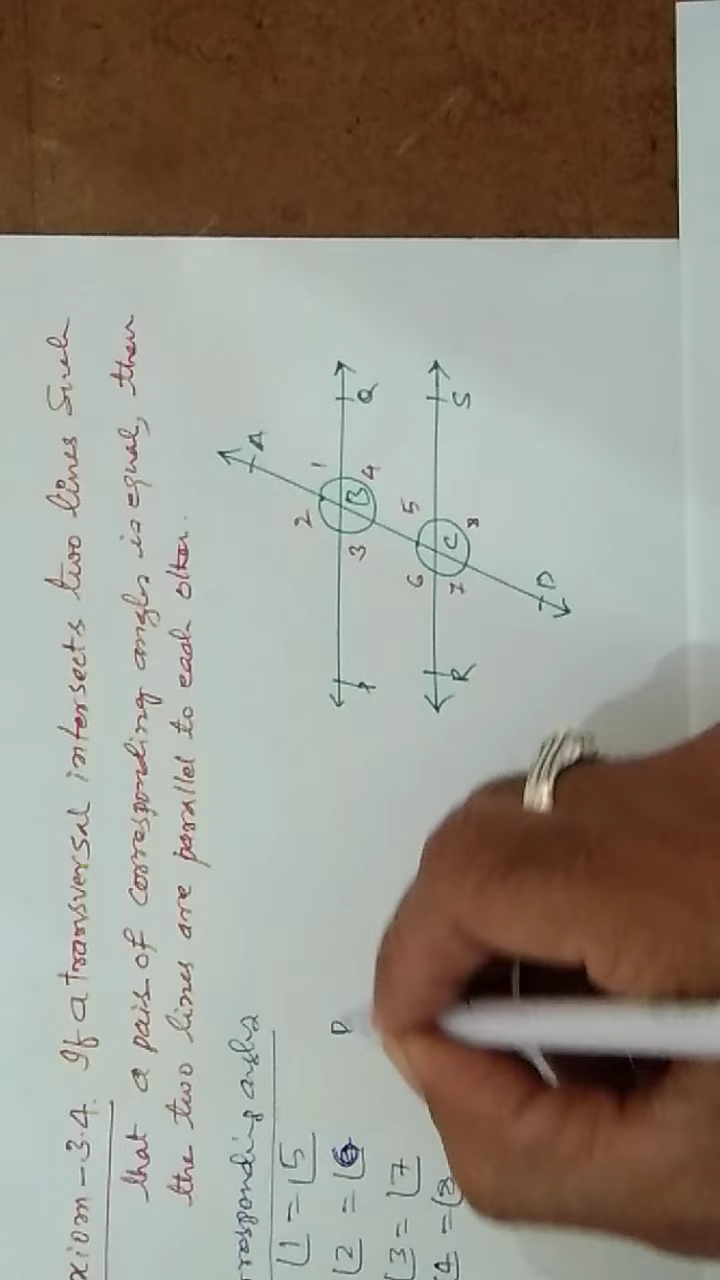 xiom-3.4. If a transversal intersects two lines such
that a pair of corresponding angles is equal, then
the two lines are parallel to each other.
responding angles
∠1 = ∠5
∠2 = ∠6
∠3 = ∠7
∠4 = ∠8
P
A
2 1
B Q
3 4
6 5
R C S
7 8
D